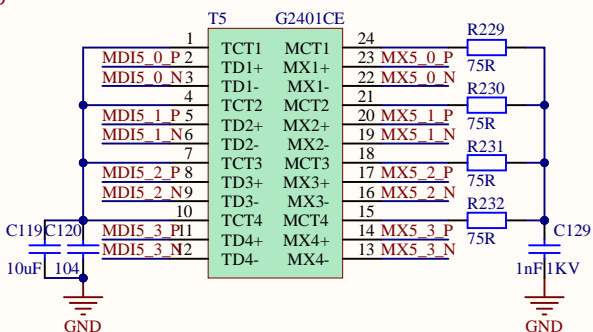 T5 G2401CE
1 TCT1 MCT1 24 R229 75R
MDI5_0_P 2 TD1+ MX1+ 23 MX5_0_P
MDI5_0_N 3 TD1- MX1- 22 MX5_0_N
4 TCT2 MCT2 21 R230 75R
MDI5_1_P 5 TD2+ MX2+ 20 MX5_1_P
MDI5_1_N 6 TD2- MX2- 19 MX5_1_N
7 TCT3 MCT3 18 R231 75R
MDI5_2_P 8 TD3+ MX3+ 17 MX5_2_P
MDI5_2_N 9 TD3- MX3- 16 MX5_2_N
10 TCT4 MCT4 15 R232 75R
MDI5_3_P 11 TD4+ MX4+ 14 MX5_3_P
MDI5_3_N 12 TD4- MX4- 13 MX5_3_N
C119 C120 C129
10uF 104 1nF 1KV
GND GND